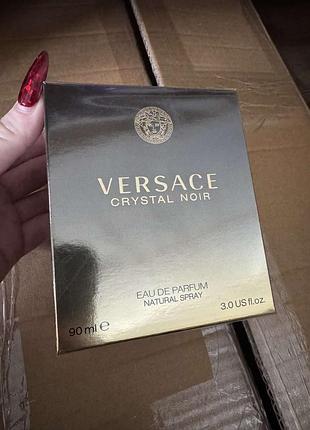 VERSACE
CRYSTAL NOIR
EAU DE PARFUM
NATURAL SPRAY
90 ml ℮
3.0 US fl.oz.